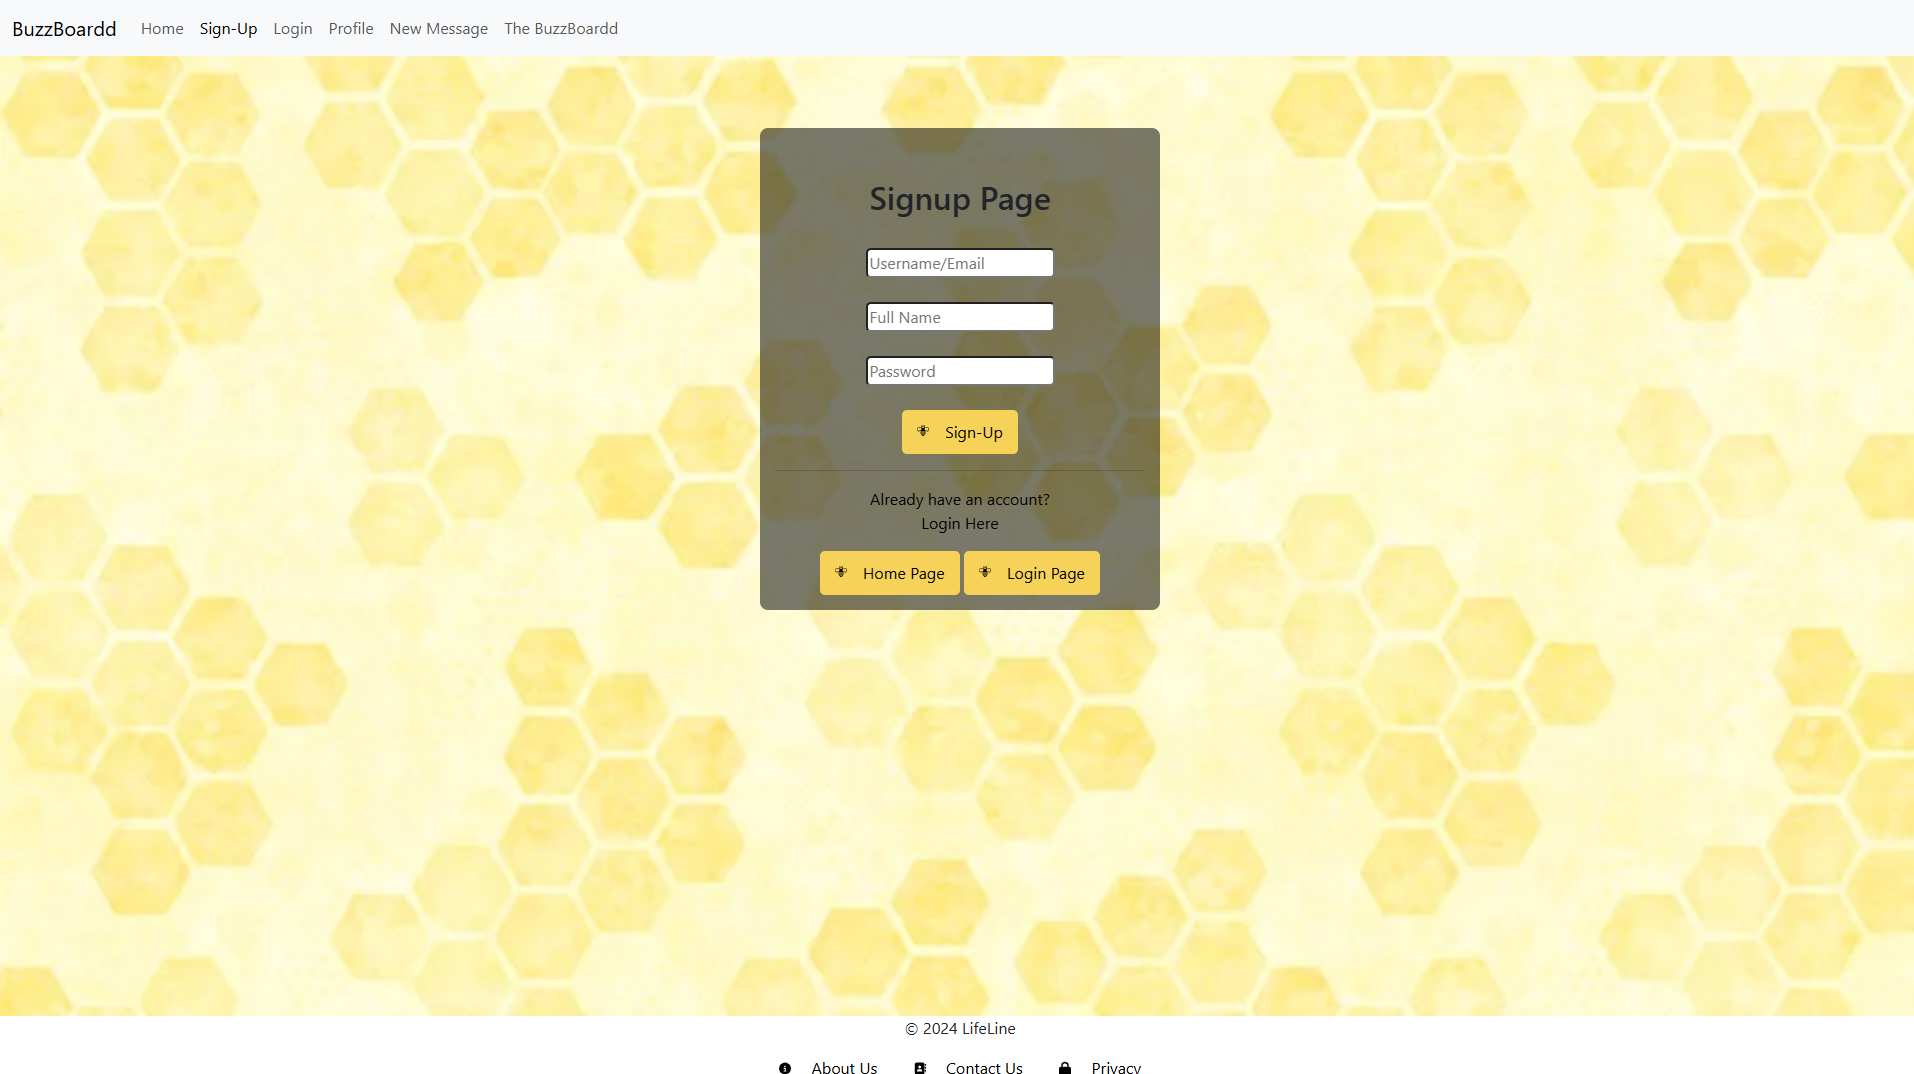 BuzzBoardd Home Sign-Up Login Profile New Message The BuzzBoardd
Signup Page
Username/Email
Full Name
Password
Sign-Up
Already have an account?
Login Here
Home Page Login Page
© 2024 LifeLine
About Us Contact Us Privacy